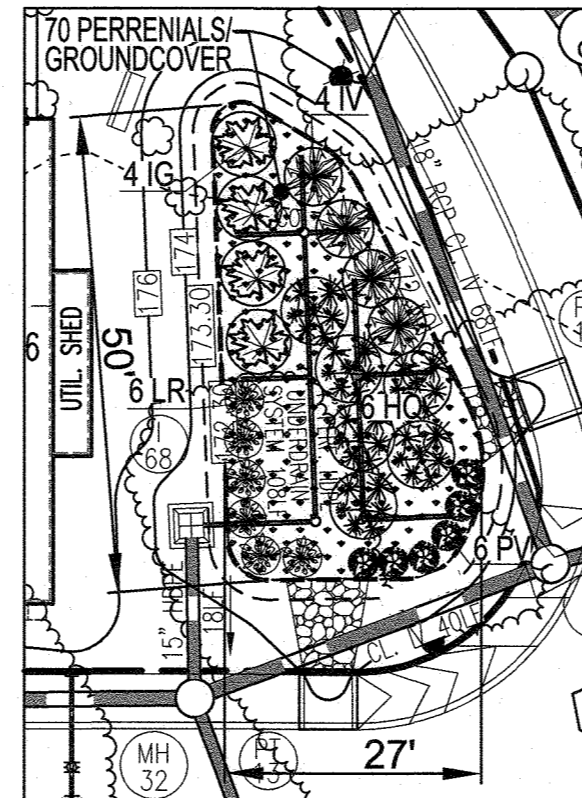 70 PERRENIALS/
GROUNDCOVER
4 IV
4 IG
18" RCP CL. IV 68LF
174
176
173.30
50'
UTIL. SHED
6
6 LR
6 HQ
UNDERDRAIN
SYSTEM 108LF
68
6 PV
15" HDPE
18LF
CL. IV 40LF
MH
32
27'